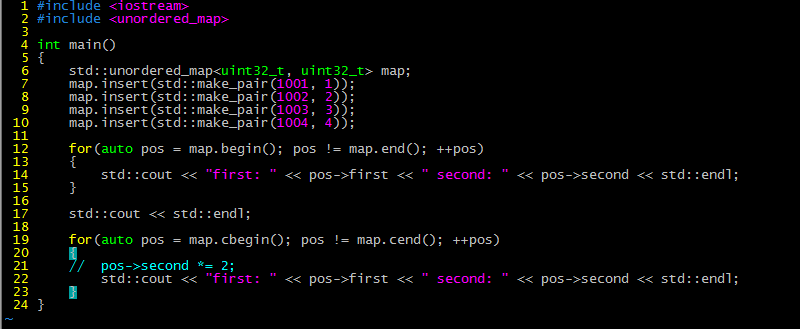 1 #include <iostream>
2 #include <unordered_map>
3
4 int main()
5 {
6     std::unordered_map<uint32_t, uint32_t> map;
7     map.insert(std::make_pair(1001, 1));
8     map.insert(std::make_pair(1002, 2));
9     map.insert(std::make_pair(1003, 3));
10     map.insert(std::make_pair(1004, 4));
11
12     for(auto pos = map.begin(); pos != map.end(); ++pos)
13     {
14         std::cout << "first: " << pos->first << " second: " << pos->second << std::endl;
15     }
16
17     std::cout << std::endl;
18
19     for(auto pos = map.cbegin(); pos != map.cend(); ++pos)
20     {
21     //  pos->second *= 2;
22         std::cout << "first: " << pos->first << " second: " << pos->second << std::endl;
23     }
24 }
~